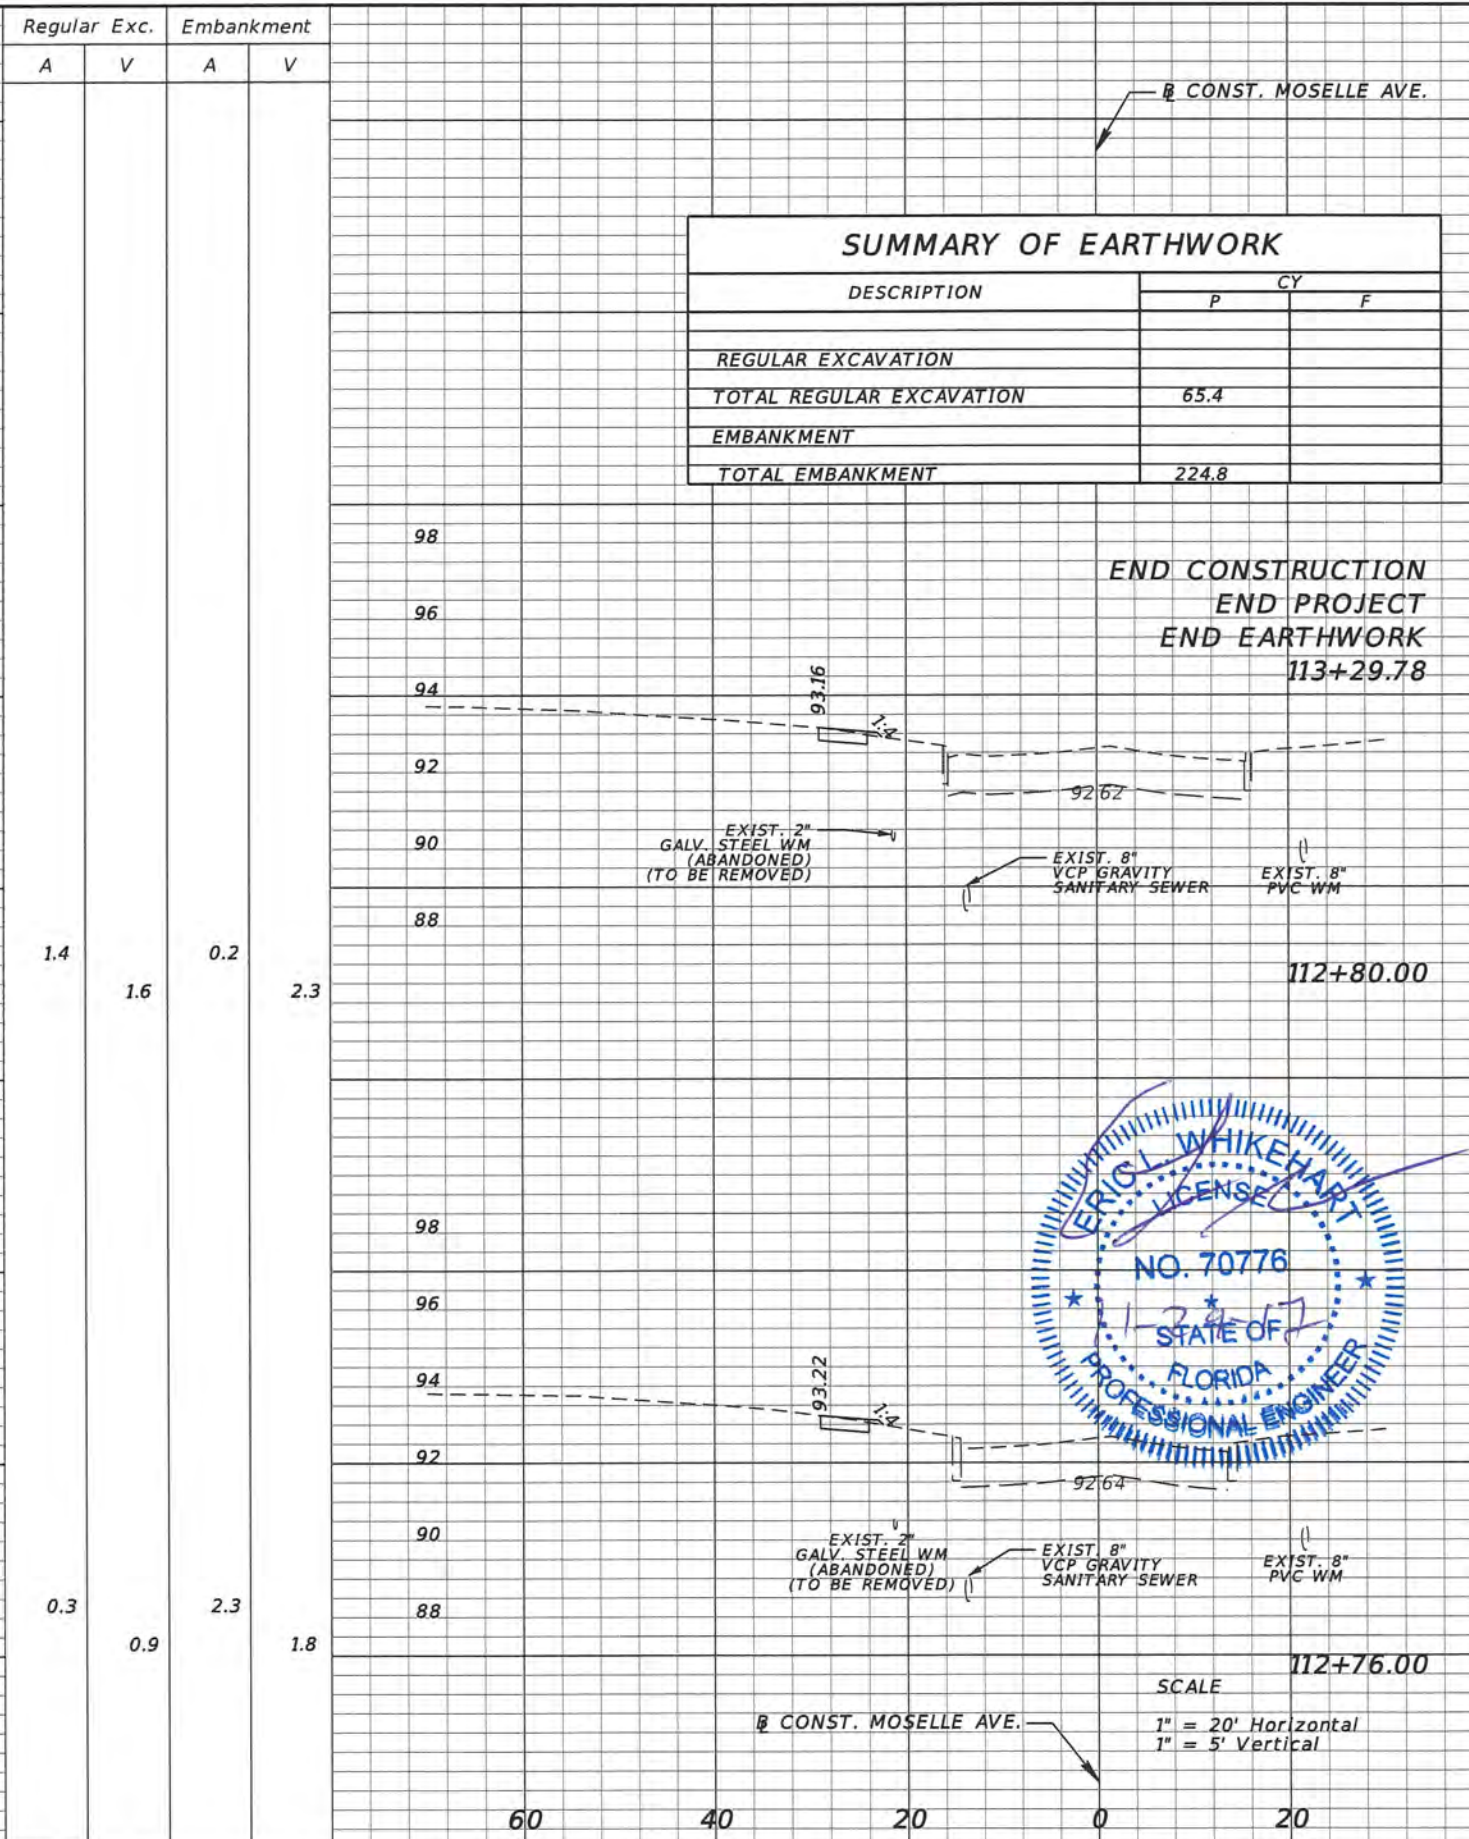 Regular Exc. Embankment
A V A V
℄ CONST. MOSELLE AVE.
SUMMARY OF EARTHWORK
DESCRIPTION CY
P F
REGULAR EXCAVATION
TOTAL REGULAR EXCAVATION 65.4
EMBANKMENT
TOTAL EMBANKMENT 224.8
98
END CONSTRUCTION
96
END PROJECT
END EARTHWORK
113+29.78
94
93.16
1:4
92
92.62
90
EXIST. 2"
GALV. STEEL WM
(ABANDONED)
(TO BE REMOVED)
EXIST. 8"
VCP GRAVITY
SANITARY SEWER
EXIST. 8"
PVC WM
88
1.4 0.2
112+80.00
1.6 2.3
ERIC L. WHIKEHART
LICENSE
NO. 70776
STATE OF
FLORIDA
PROFESSIONAL ENGINEER
98
96
94
93.22
1:4
92
92.64
90
EXIST. 2"
GALV. STEEL WM
(ABANDONED)
(TO BE REMOVED)
EXIST. 8"
VCP GRAVITY
SANITARY SEWER
EXIST. 8"
PVC WM
0.3 2.3
88
0.9 1.8
112+76.00
SCALE
1" = 20' Horizontal
1" = 5' Vertical
℄ CONST. MOSELLE AVE.
60 40 20 0 20